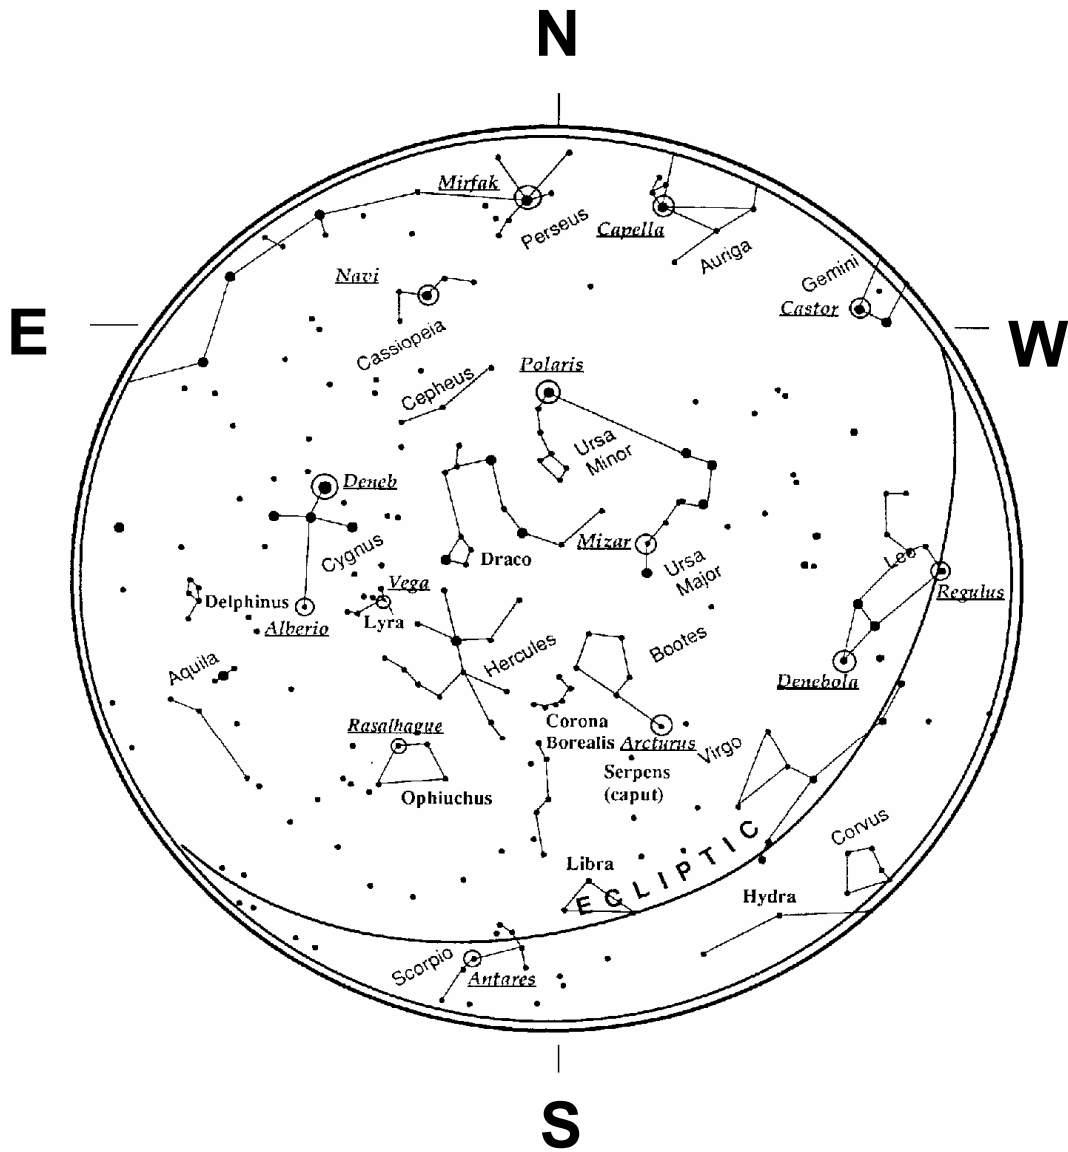 N
Mirfak
Perseus
Capella
Auriga
Gemini
Navi
Castor
E
W
Cassiopeia
Polaris
Cepheus
Ursa
Minor
Deneb
Cygnus
Draco
Mizar
Ursa
Major
Leo
Regulus
Vega
Delphinus
Lyra
Alberio
Hercules
Bootes
Aquila
Denebola
Rasalhague
Corona
Borealis
Arcturus
Virgo
Serpens
(caput)
Ophiuchus
Corvus
Libra
ECLIPTIC
Hydra
Scorpio
Antares
S